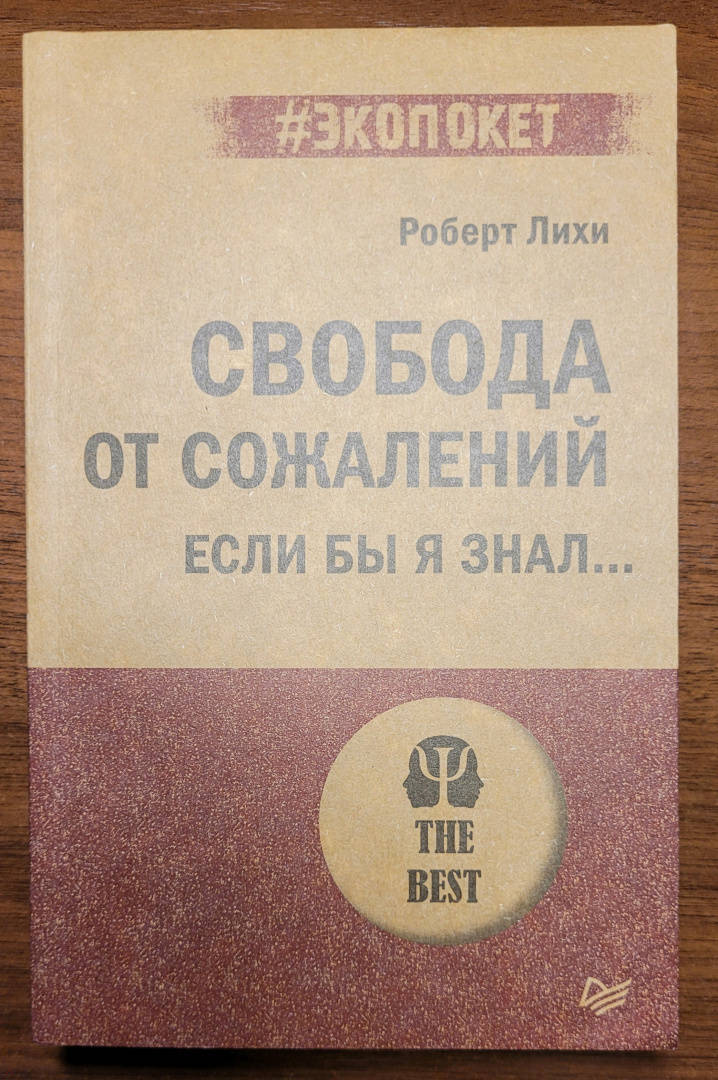 #ЭКОПОКЕТ
Роберт Лихи
СВОБОДА
ОТ СОЖАЛЕНИЙ
ЕСЛИ БЫ Я ЗНАЛ...
Ψ
THE
BEST